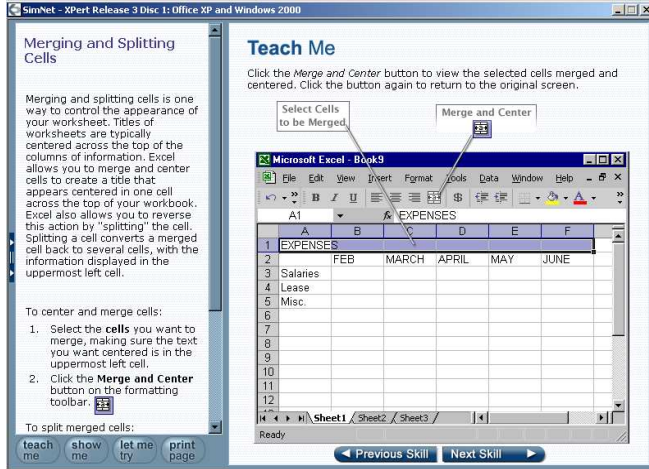 SimNet - XPert Release 3 Disc 1: Office XP and Windows 2000
Merging and Splitting
Cells
Merging and splitting cells is one
way to control the appearance of
your worksheet. Titles of
worksheets are typically
centered across the top of the
columns of information. Excel
allows you to merge and center
cells to create a title that
appears centered in one cell
across the top of your workbook.
Excel also allows you to reverse
this action by "splitting" the cell.
Splitting a cell converts a merged
cell back to several cells, with the
information displayed in the
uppermost left cell.
To center and merge cells:
1. Select the cells you want to
merge, making sure the text
you want centered is in the
uppermost left cell.
2. Click the Merge and Center
button on the formatting
toolbar.
To split merged cells:
teach me
show me
let me try
print page
Teach Me
Click the Merge and Center button to view the selected cells merged and
centered. Click the button again to return to the original screen.
Select Cells
to be Merged
Merge and Center
Microsoft Excel - Book9
File Edit View Insert Format Tools Data Window Help
B I U $
A1 fx EXPENSES
A B C D E F
1 EXPENSES
2 FEB MARCH APRIL MAY JUNE
3 Salaries
4 Lease
5 Misc.
6
7
8
9
10
11
12
Sheet1 Sheet2 Sheet3
Ready
Previous Skill Next Skill